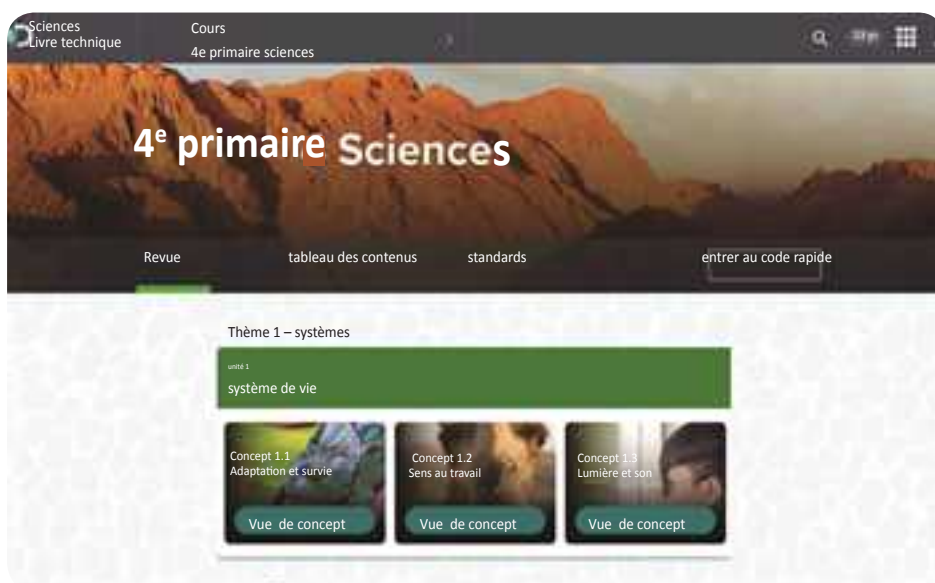 Sciences
Livre technique
Cours
4e primaire sciences
4e primaire Sciences
Revue
tableau des contenus
standards
entrer au code rapide
Thème 1 – systèmes
unité 1
système de vie
Concept 1.1
Adaptation et survie
Vue de concept
Concept 1.2
Sens au travail
Vue de concept
Concept 1.3
Lumière et son
Vue de concept